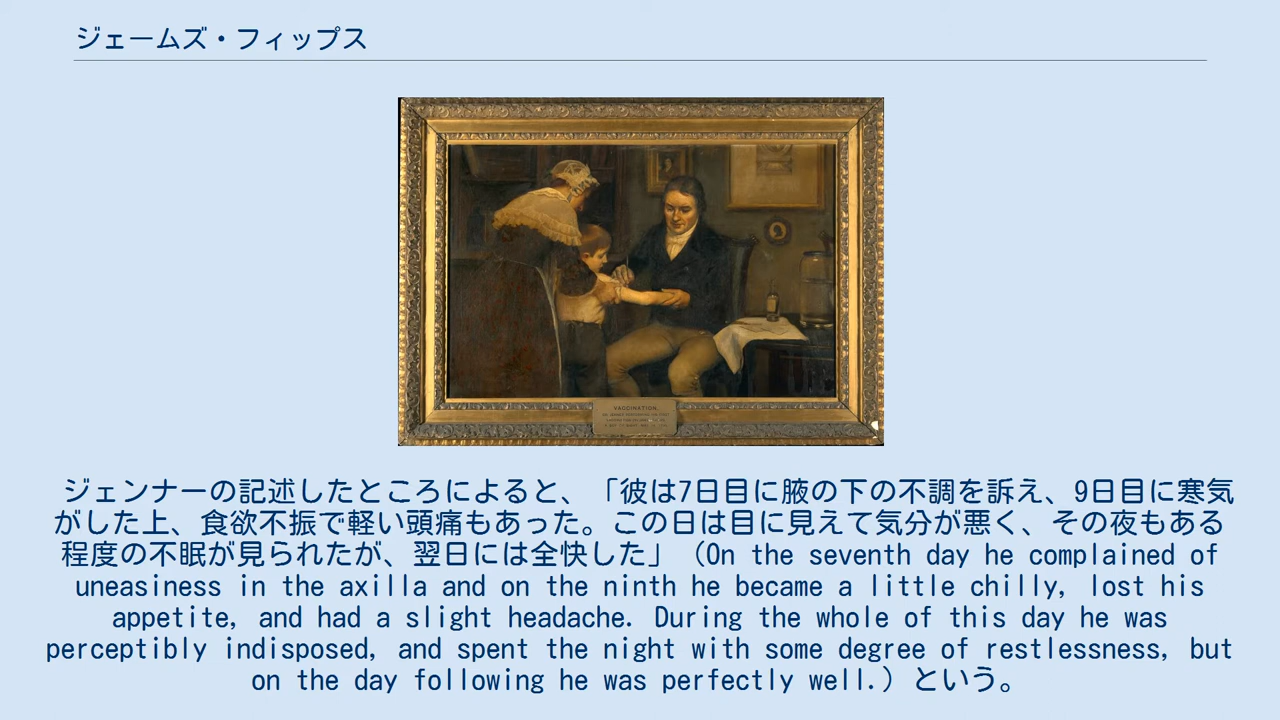 ジェームズ・フィップス
VACCINATION
ジェンナーの記述したところによると、「彼は7日目に腋の下の不調を訴え、9日目に寒気
がした上、食欲不振で軽い頭痛もあった。この日は目に見えて気分が悪く、その夜もある
程度の不眠が見られたが、翌日には全快した」（On the seventh day he complained of
uneasiness in the axilla and on the ninth he became a little chilly, lost his
appetite, and had a slight headache. During the whole of this day he was
perceptibly indisposed, and spent the night with some degree of restlessness, but
on the day following he was perfectly well.）という。